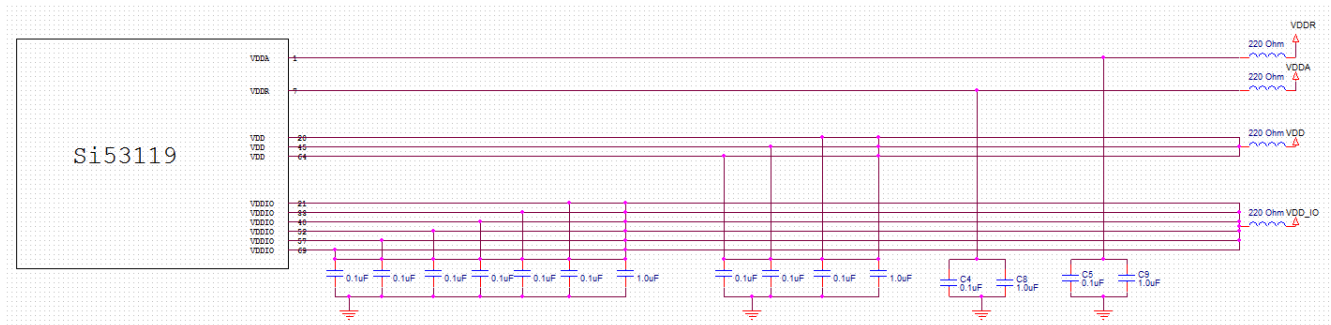 VDDR
220 Ohm
VDDA 1
VDDA
220 Ohm
VDDR 7
VDD 20
220 Ohm VDD
VDD 45
VDD 64
Si53119
VDDIO 21
VDDIO 38
220 Ohm VDD_IO
VDDIO 40
VDDIO 52
VDDIO 57
VDDIO 69
0.1uF 0.1uF 0.1uF 0.1uF 0.1uF 0.1uF 1.0uF 0.1uF 0.1uF 0.1uF 1.0uF
C4 C8 C5 C9
0.1uF 1.0uF 0.1uF 1.0uF